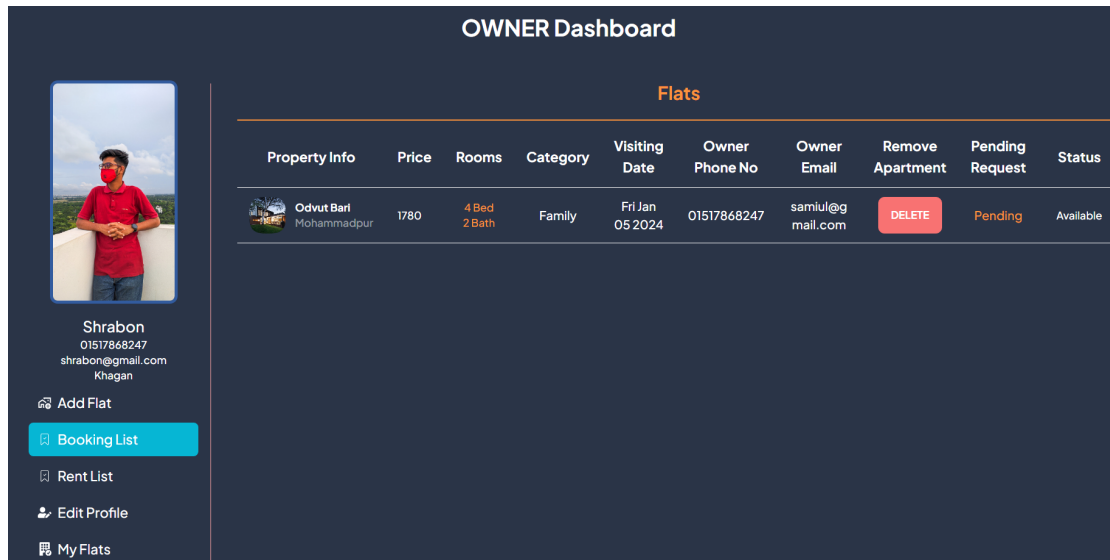 OWNER Dashboard
Shrabon
01517868247
shrabon@gmail.com
Khagan
Add Flat
Booking List
Rent List
Edit Profile
My Flats
Flats
Property Info Price Rooms Category Visiting Date Owner Phone No Owner Email Remove Apartment Pending Request Status
Odvut Bari
Mohammadpur
1780
4 Bed
2 Bath
Family
Fri Jan
05 2024
01517868247
samiul@g
mail.com
DELETE
Pending
Available